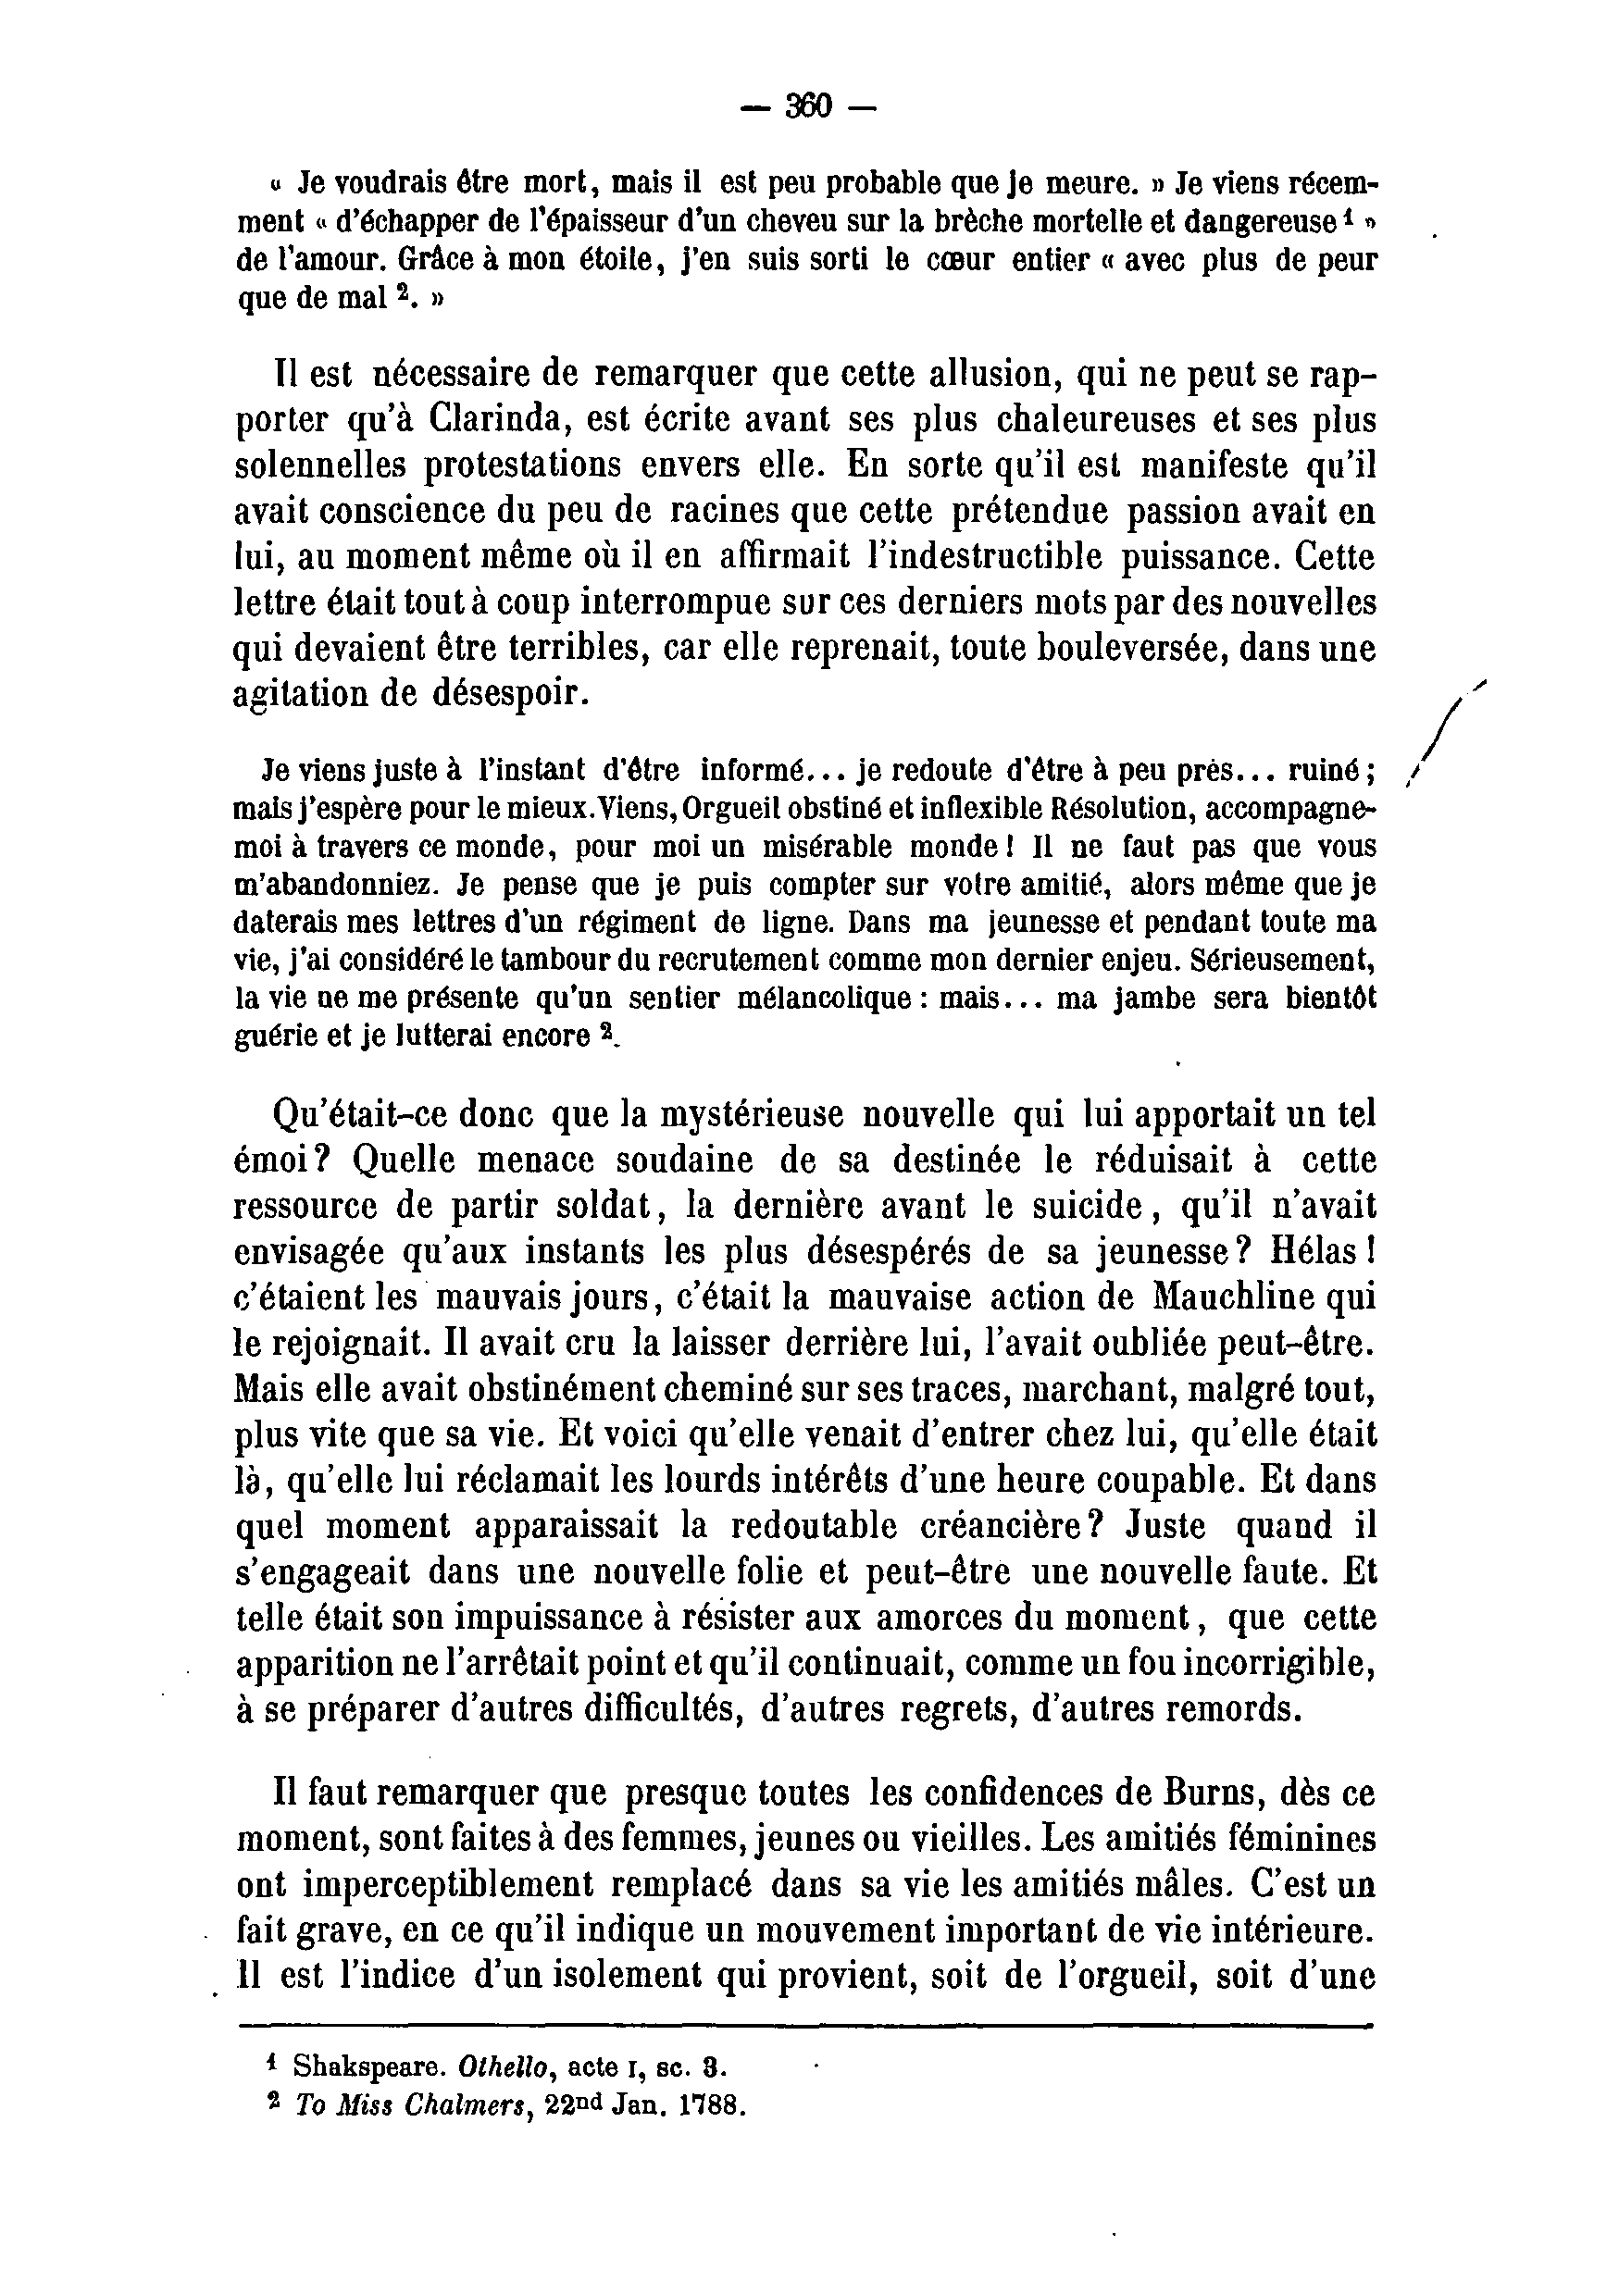 — 360 —
« Je voudrais être mort, mais il est peu probable que je meure. » Je viens récem-
ment « d'échapper de l'épaisseur d'un cheveu sur la brèche mortelle et dangereuse ¹ »
de l'amour. Grâce à mon étoile, j'en suis sorti le cœur entier « avec plus de peur
que de mal ². »
Il est nécessaire de remarquer que cette allusion, qui ne peut se rap-
porter qu'à Clarinda, est écrite avant ses plus chaleureuses et ses plus
solennelles protestations envers elle. En sorte qu'il est manifeste qu'il
avait conscience du peu de racines que cette prétendue passion avait en
lui, au moment même où il en affirmait l'indestructible puissance. Cette
lettre était tout à coup interrompue sur ces derniers mots par des nouvelles
qui devaient être terribles, car elle reprenait, toute bouleversée, dans une
agitation de désespoir.
Je viens juste à l'instant d'être informé... je redoute d'être à peu près... ruiné ;
mais j'espère pour le mieux. Viens, Orgueil obstiné et inflexible Résolution, accompagne-
moi à travers ce monde, pour moi un misérable monde ! Il ne faut pas que vous
m'abandonniez. Je pense que je puis compter sur votre amitié, alors même que je
daterais mes lettres d'un régiment de ligne. Dans ma jeunesse et pendant toute ma
vie, j'ai considéré le tambour du recrutement comme mon dernier enjeu. Sérieusement,
la vie ne me présente qu'un sentier mélancolique : mais... ma jambe sera bientôt
guérie et je lutterai encore ².
Qu'était-ce donc que la mystérieuse nouvelle qui lui apportait un tel
émoi ? Quelle menace soudaine de sa destinée le réduisait à cette
ressource de partir soldat, la dernière avant le suicide, qu'il n'avait
envisagée qu'aux instants les plus désespérés de sa jeunesse ? Hélas !
c'étaient les mauvais jours, c'était la mauvaise action de Mauchline qui
le rejoignait. Il avait cru la laisser derrière lui, l'avait oubliée peut-être.
Mais elle avait obstinément cheminé sur ses traces, marchant, malgré tout,
plus vite que sa vie. Et voici qu'elle venait d'entrer chez lui, qu'elle était
là, qu'elle lui réclamait les lourds intérêts d'une heure coupable. Et dans
quel moment apparaissait la redoutable créancière ? Juste quand il
s'engageait dans une nouvelle folie et peut-être une nouvelle faute. Et
telle était son impuissance à résister aux amorces du moment, que cette
apparition ne l'arrêtait point et qu'il continuait, comme un fou incorrigible,
à se préparer d'autres difficultés, d'autres regrets, d'autres remords.
Il faut remarquer que presque toutes les confidences de Burns, dès ce
moment, sont faites à des femmes, jeunes ou vieilles. Les amitiés féminines
ont imperceptiblement remplacé dans sa vie les amitiés mâles. C'est un
fait grave, en ce qu'il indique un mouvement important de vie intérieure.
Il est l'indice d'un isolement qui provient, soit de l'orgueil, soit d'une
¹ Shakspeare. Othello, acte I, sc. 3.
² To Miss Chalmers, 22nd Jan. 1788.